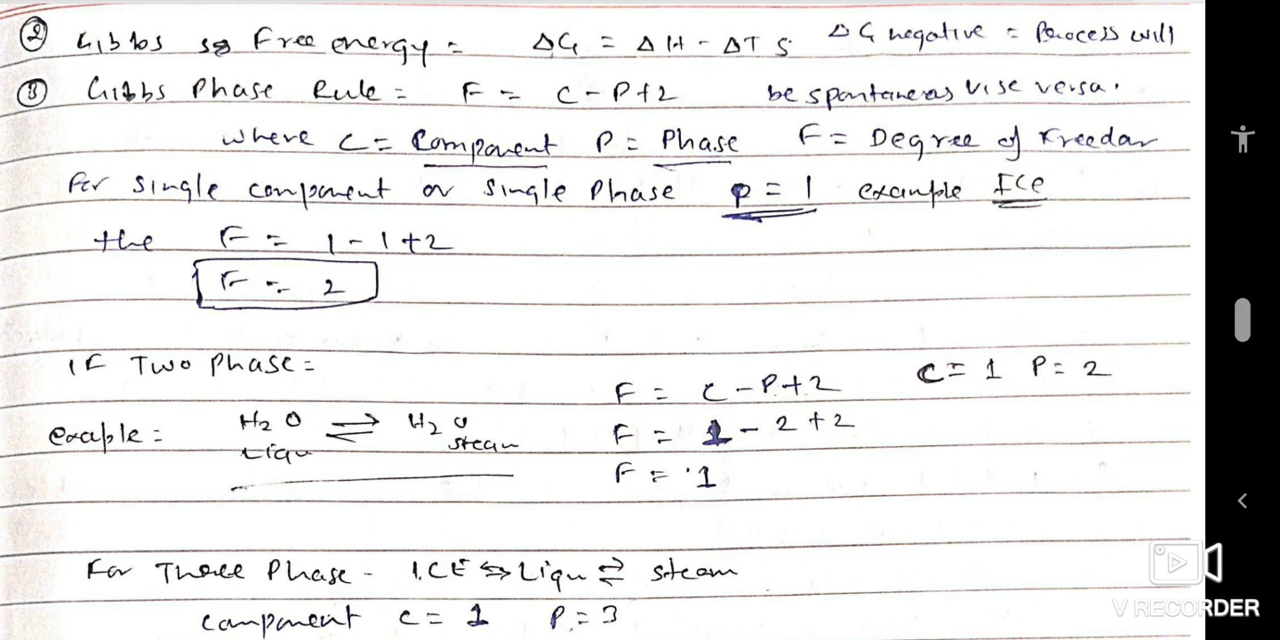 ② Gibbs Free energy = ΔG = ΔH - ΔT S ΔG negative = Process will
③ Gibbs Phase Rule = F = C - P + 2 be spontaneous vise versa.
where C = Component P = Phase F = Degree of Freedom
For single component or single Phase P = 1 example ICe
the F = 1 - 1 + 2
F = 2
IF Two Phase =
F = C - P + 2 C = 1 P = 2
exaple = H2O ⇌ H2O F = 1 - 2 + 2
Liqu steam
F = 1
For Three Phase - ICE ⇌ Liqu ⇌ steam
component C = 1 P = 3
V RECORDER